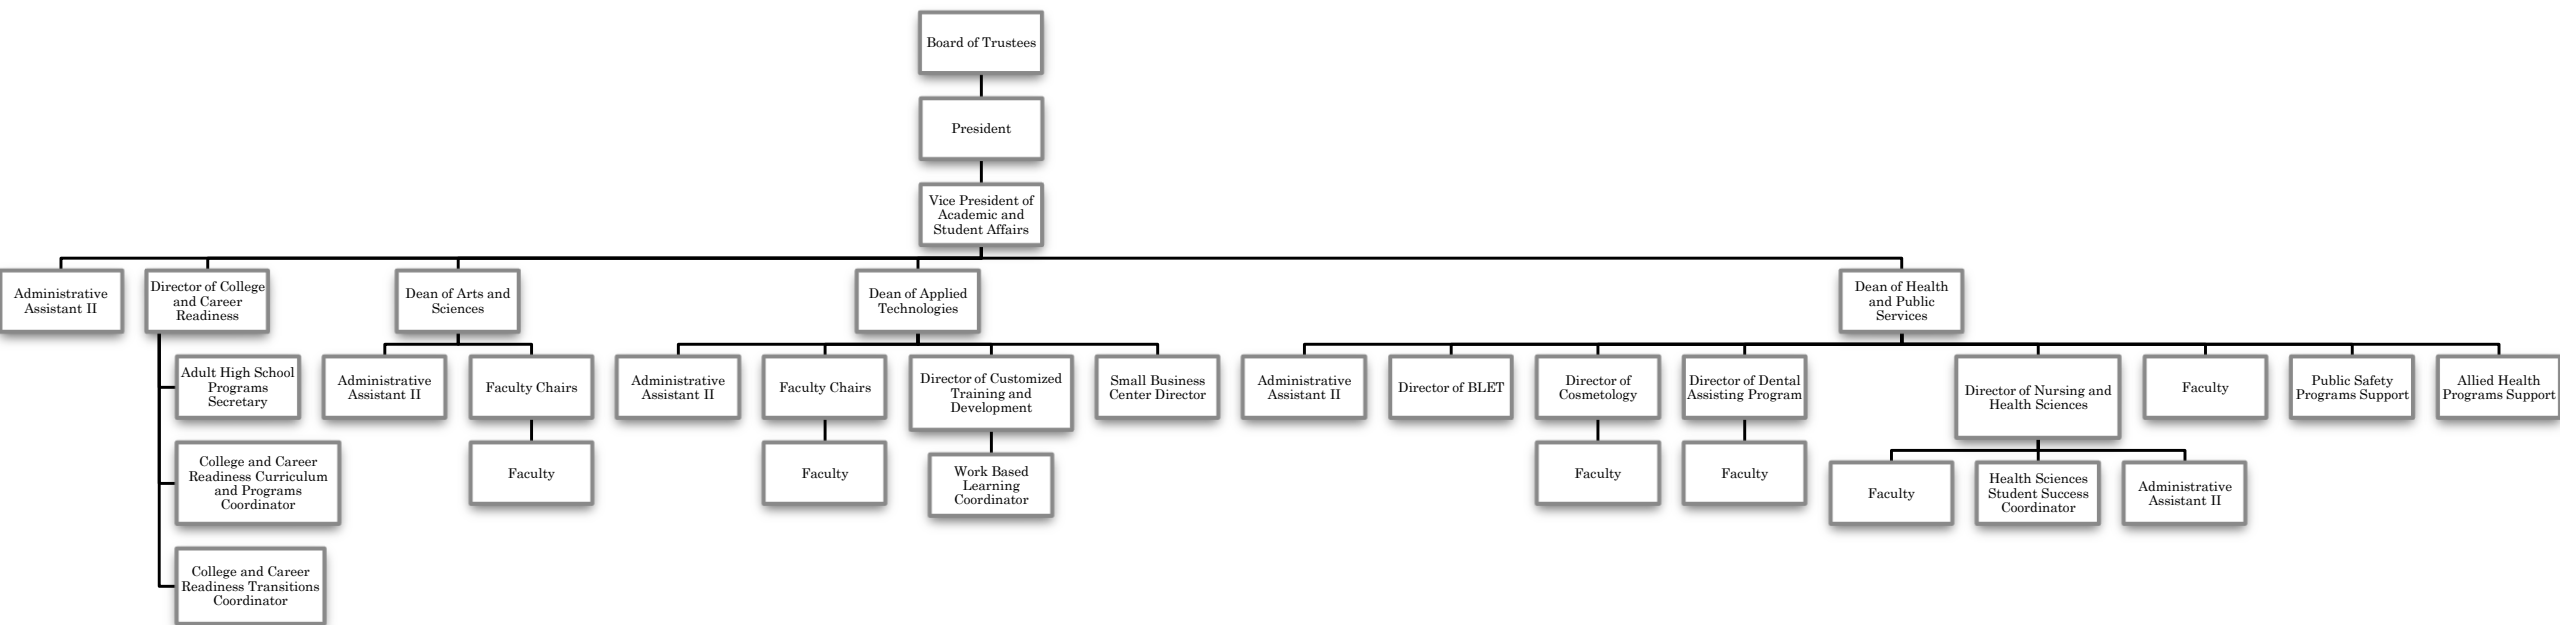 Board of Trustees
President
Vice President of
Academic and
Student Affairs
Administrative
Assistant II
Director of College
and Career
Readiness
Dean of Arts and
Sciences
Dean of Applied
Technologies
Dean of Health
and Public
Services
Adult High School
Programs
Secretary
Administrative
Assistant II
Faculty Chairs
Administrative
Assistant II
Faculty Chairs
Director of Customized
Training and
Development
Small Business
Center Director
Administrative
Assistant II
Director of BLET
Director of
Cosmetology
Director of Dental
Assisting Program
Director of Nursing and
Health Sciences
Faculty
Public Safety
Programs Support
Allied Health
Programs Support
College and Career
Readiness Curriculum
and Programs
Coordinator
Faculty
Faculty
Work Based
Learning
Coordinator
Faculty
Faculty
Faculty
Health Sciences
Student Success
Coordinator
Administrative
Assistant II
College and Career
Readiness Transitions
Coordinator